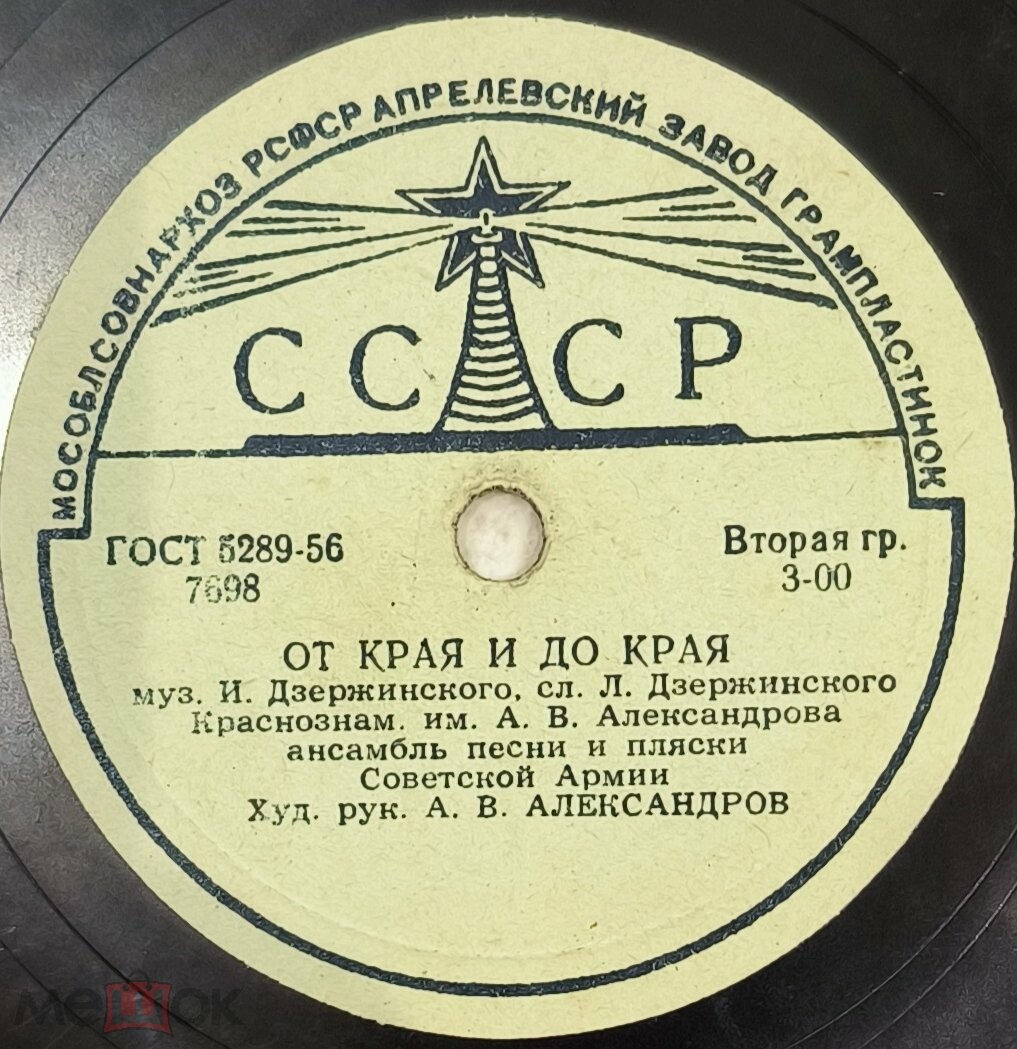 МОСОБЛСОВНАРХОЗ РСФСР АПРЕЛЕВСКИЙ ЗАВОД ГРАМПЛАСТИНОК
СССР
ГОСТ 5289-56
7698
Вторая гр.
3-00
ОТ КРАЯ И ДО КРАЯ
муз. И. Дзержинского, сл. Л. Дзержинского
Краснознам. им. А. В. Александрова
ансамбль песни и пляски
Советской Армии
Худ. рук. А. В. АЛЕКСАНДРОВ
мешок